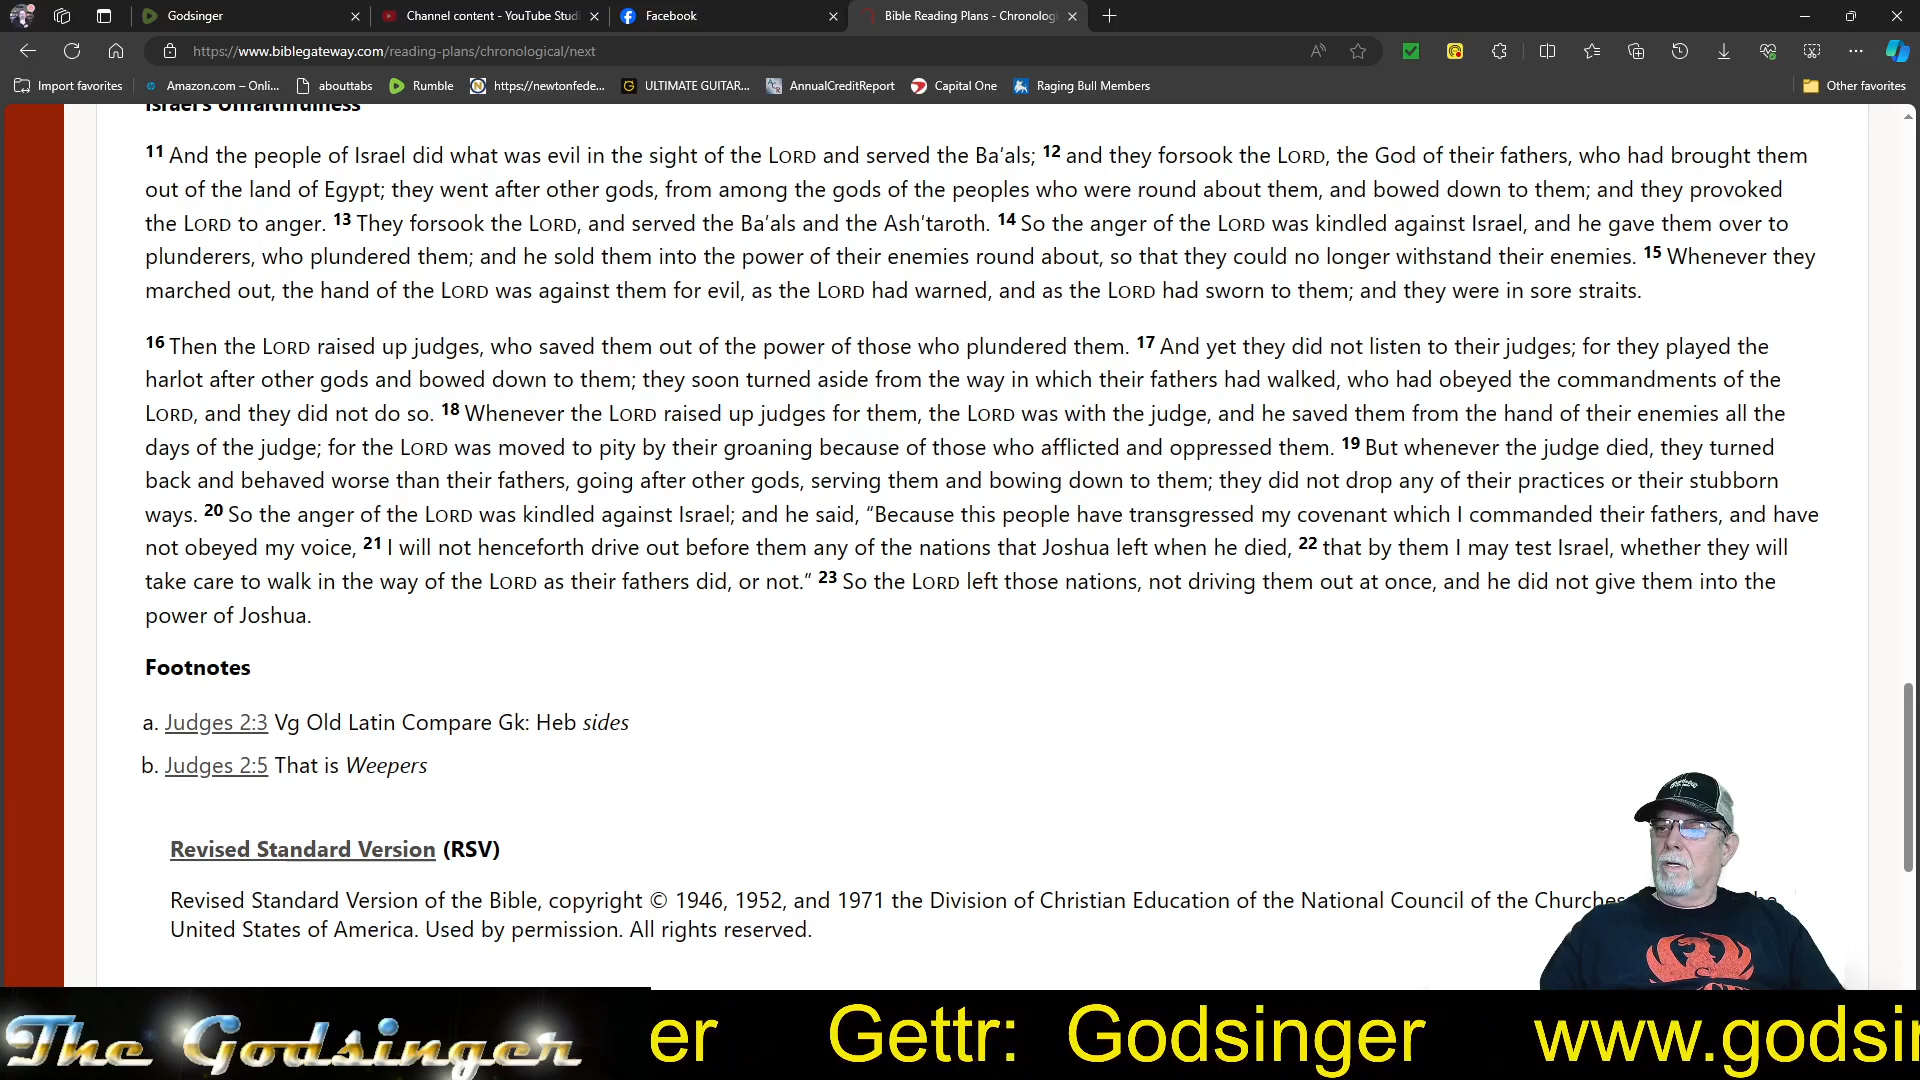 Godsinger
Channel content - YouTube Studi
Facebook
Bible Reading Plans - Chronologi
https://www.biblegateway.com/reading-plans/chronological/next
Import favorites
Amazon.com – Onli...
abouttabs
Rumble
https://newtonfede...
ULTIMATE GUITAR...
AnnualCreditReport
Capital One
Raging Bull Members
Other favorites
Israel's Unfaithfulness
11 And the people of Israel did what was evil in the sight of the LORD and served the Ba′als; 12 and they forsook the LORD, the God of their fathers, who had brought them
out of the land of Egypt; they went after other gods, from among the gods of the peoples who were round about them, and bowed down to them; and they provoked
the LORD to anger. 13 They forsook the LORD, and served the Ba′als and the Ash′taroth. 14 So the anger of the LORD was kindled against Israel, and he gave them over to
plunderers, who plundered them; and he sold them into the power of their enemies round about, so that they could no longer withstand their enemies. 15 Whenever they
marched out, the hand of the LORD was against them for evil, as the LORD had warned, and as the LORD had sworn to them; and they were in sore straits.
16 Then the LORD raised up judges, who saved them out of the power of those who plundered them. 17 And yet they did not listen to their judges; for they played the
harlot after other gods and bowed down to them; they soon turned aside from the way in which their fathers had walked, who had obeyed the commandments of the
LORD, and they did not do so. 18 Whenever the LORD raised up judges for them, the LORD was with the judge, and he saved them from the hand of their enemies all the
days of the judge; for the LORD was moved to pity by their groaning because of those who afflicted and oppressed them. 19 But whenever the judge died, they turned
back and behaved worse than their fathers, going after other gods, serving them and bowing down to them; they did not drop any of their practices or their stubborn
ways. 20 So the anger of the LORD was kindled against Israel; and he said, “Because this people have transgressed my covenant which I commanded their fathers, and have
not obeyed my voice, 21 I will not henceforth drive out before them any of the nations that Joshua left when he died, 22 that by them I may test Israel, whether they will
take care to walk in the way of the LORD as their fathers did, or not.” 23 So the LORD left those nations, not driving them out at once, and he did not give them into the
power of Joshua.
Footnotes
a. Judges 2:3 Vg Old Latin Compare Gk: Heb sides
b. Judges 2:5 That is Weepers
Revised Standard Version (RSV)
Revised Standard Version of the Bible, copyright © 1946, 1952, and 1971 the Division of Christian Education of the National Council of the Churches
United States of America. Used by permission. All rights reserved.
The Godsinger
er Gettr: Godsinger www.godsin